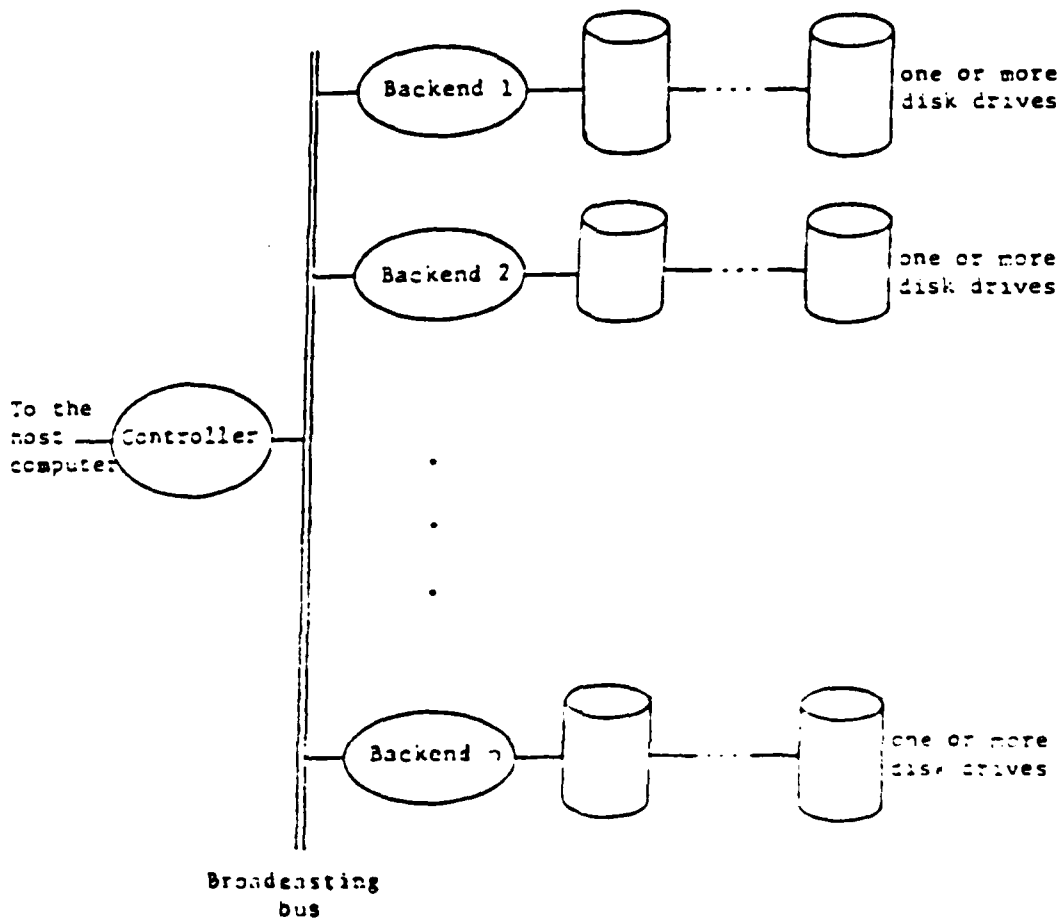 Backend 1
one or more
disk drives
Backend 2
one or more
disk drives
To the
host
computer
Controller
Backend n
one or more
disk drives
Broadcasting
bus